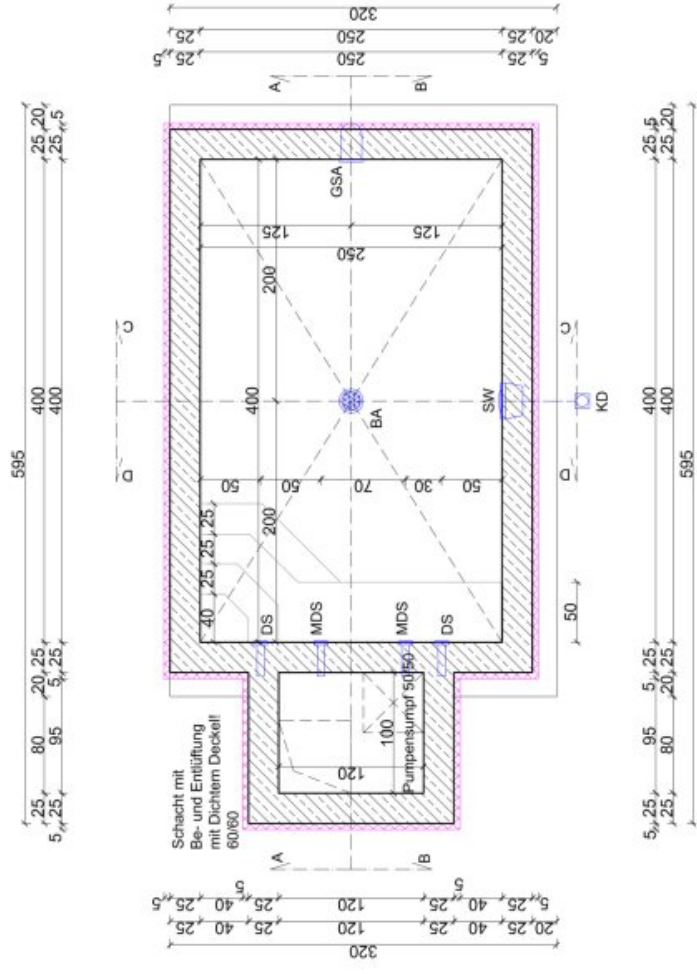 320
25 250 25 20
5 25 250 25 5
A
B
595
25 80 20 25 400 25 20
5 25 95 5 25 400 25 5
GSA
125 125
250
200
400
200
C
D
BA
SW
C
D
KD
50 50 70 30 50
40 25 25 25
50
DS
MDS
MDS
DS
Schacht mit
Be- und Entlüftung
mit Dichtem Deckel!
60/60
100
120
Pumpensumpf 50/50
A
B
5 25 95 5 25 400 25 5
25 80 20 25 400 25 20
595
5 5
5 25 40 25 120 25 40 25 5
25 40 25 120 25 40 25 20
320